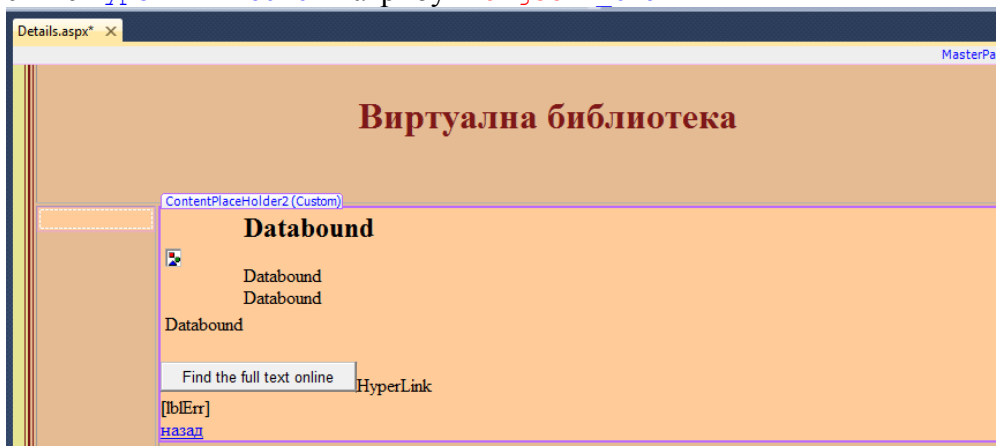 Details.aspx* ×
MasterPa
Виртуална библиотека
ContentPlaceHolder2 (Custom)
Databound
Databound
Databound
Databound
Find the full text online HyperLink
[lblErr]
назад